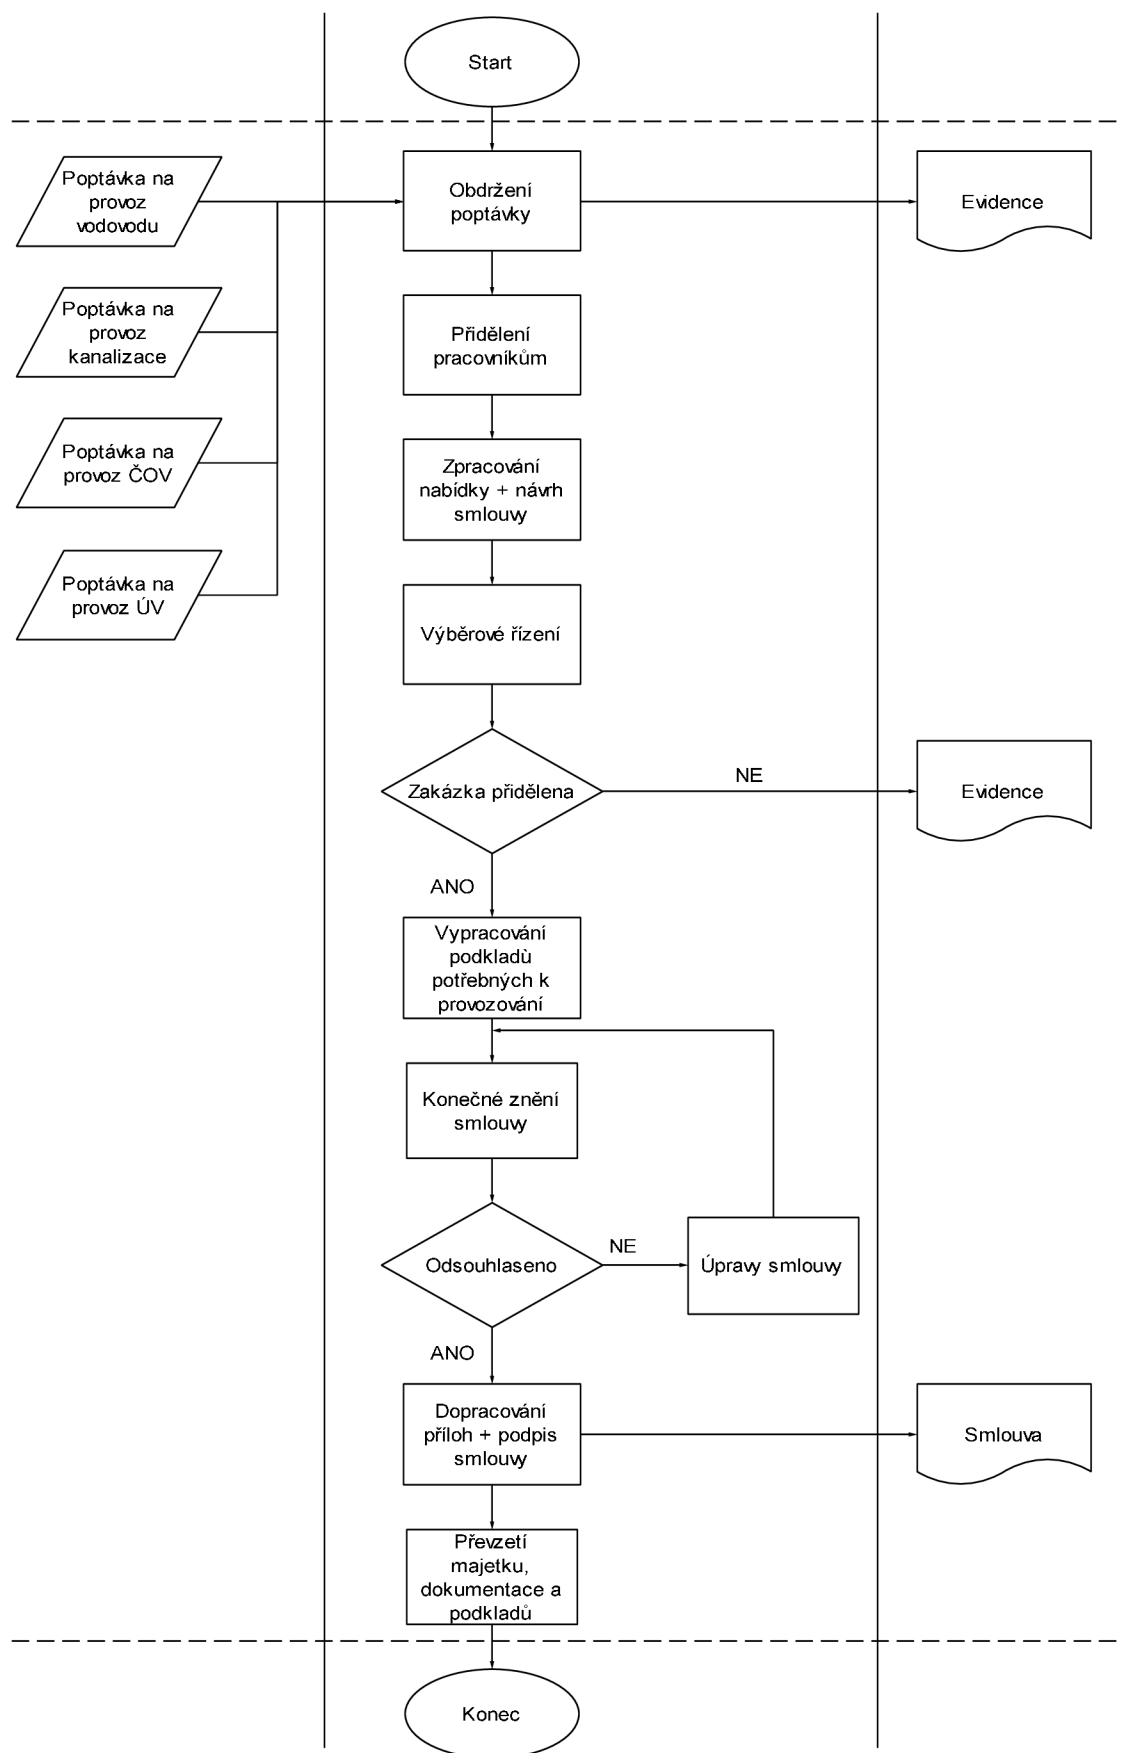 Start
Poptávka na
provoz
vodovodu
Obdržení
poptávky
Evidence
Poptávka na
provoz
kanalizace
Přidělení
pracovníkům
Poptávka na
provoz ČOV
Zpracování
nabídky + návrh
smlouvy
Poptávka na
provoz ÚV
Výběrové řízení
Zakázka přidělena
NE
Evidence
ANO
Vypracování
podkladù
potřebných k
provozování
Konečné znění
smlouvy
Odsouhlaseno
NE
Úpravy smlouvy
ANO
Dopracování
příloh + podpis
smlouvy
Smlouva
Převzetí
majetku,
dokumentace a
podkladů
Konec